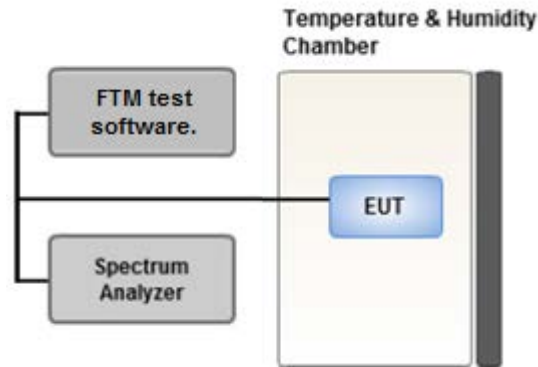 Temperature & Humidity
Chamber
FTM test
software.
EUT
Spectrum
Analyzer